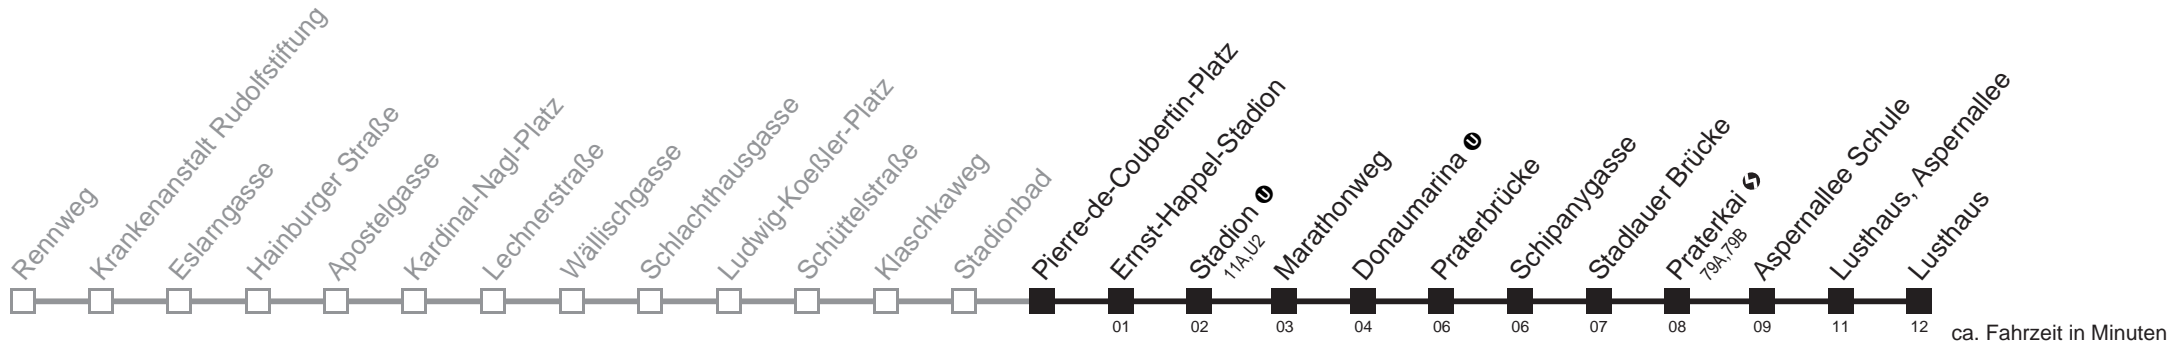 Rennweg
Krankenanstalt Rudolfstiftung
Eslarngasse
Hainburger Straße
Apostelgasse
Kardinal-Nagl-Platz
Lechnerstraße
Wällischgasse
Schlachthausgasse
Ludwig-Koeßler-Platz
Schüttelstraße
Klaschkaweg
Stadionbad
Pierre-de-Coubertin-Platz
Ernst-Happel-Stadion
Stadion U
11A,U2
Marathonweg
Donaumarina U
Praterbrücke
Schipanygasse
Stadlauer Brücke
Praterkai S
79A,79B
Aspernallee Schule
Lusthaus, Aspernallee
Lusthaus
01 02 03 04 06 06 07 08 09 11 12 ca. Fahrzeit in Minuten